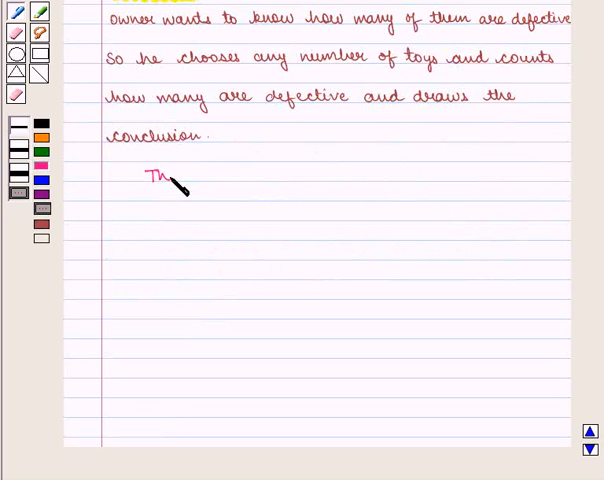 owner wants to know how many of them are defective
So he chooses any number of toys and counts
how many are defective and draws the
conclusion.
Th